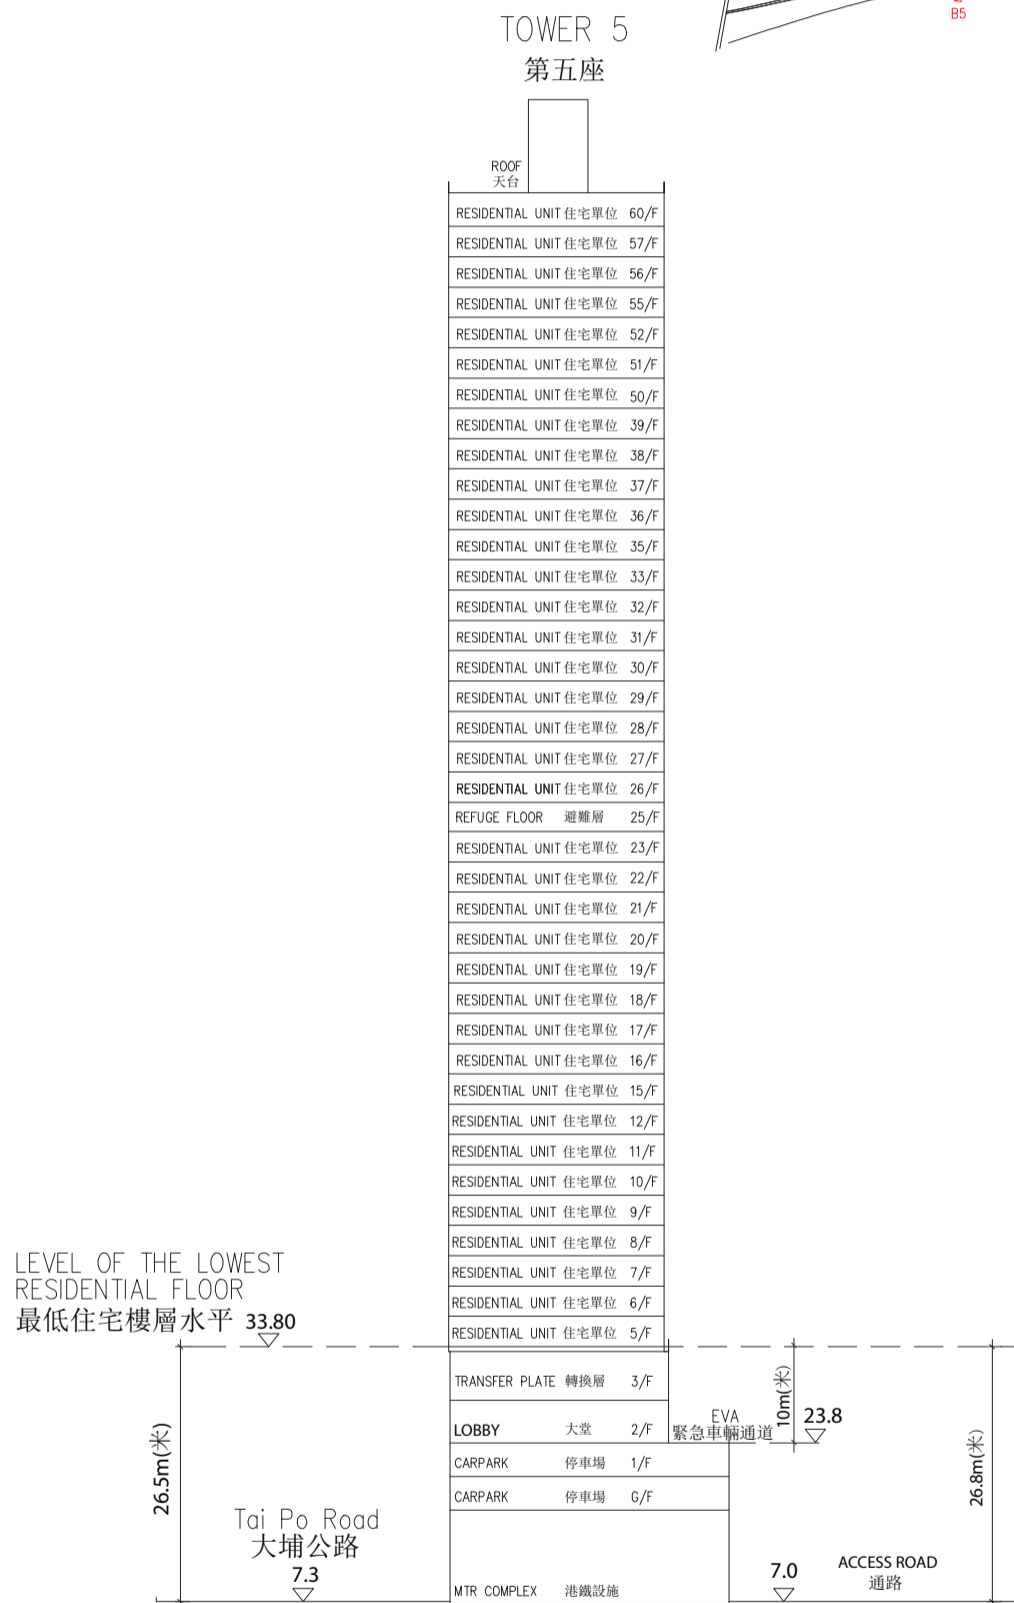 TOWER 5
第五座
B5
ROOF
天台
RESIDENTIAL UNIT 住宅單位 60/F
RESIDENTIAL UNIT 住宅單位 57/F
RESIDENTIAL UNIT 住宅單位 56/F
RESIDENTIAL UNIT 住宅單位 55/F
RESIDENTIAL UNIT 住宅單位 52/F
RESIDENTIAL UNIT 住宅單位 51/F
RESIDENTIAL UNIT 住宅單位 50/F
RESIDENTIAL UNIT 住宅單位 39/F
RESIDENTIAL UNIT 住宅單位 38/F
RESIDENTIAL UNIT 住宅單位 37/F
RESIDENTIAL UNIT 住宅單位 36/F
RESIDENTIAL UNIT 住宅單位 35/F
RESIDENTIAL UNIT 住宅單位 33/F
RESIDENTIAL UNIT 住宅單位 32/F
RESIDENTIAL UNIT 住宅單位 31/F
RESIDENTIAL UNIT 住宅單位 30/F
RESIDENTIAL UNIT 住宅單位 29/F
RESIDENTIAL UNIT 住宅單位 28/F
RESIDENTIAL UNIT 住宅單位 27/F
RESIDENTIAL UNIT 住宅單位 26/F
REFUGE FLOOR 避難層 25/F
RESIDENTIAL UNIT 住宅單位 23/F
RESIDENTIAL UNIT 住宅單位 22/F
RESIDENTIAL UNIT 住宅單位 21/F
RESIDENTIAL UNIT 住宅單位 20/F
RESIDENTIAL UNIT 住宅單位 19/F
RESIDENTIAL UNIT 住宅單位 18/F
RESIDENTIAL UNIT 住宅單位 17/F
RESIDENTIAL UNIT 住宅單位 16/F
RESIDENTIAL UNIT 住宅單位 15/F
RESIDENTIAL UNIT 住宅單位 12/F
RESIDENTIAL UNIT 住宅單位 11/F
RESIDENTIAL UNIT 住宅單位 10/F
RESIDENTIAL UNIT 住宅單位 9/F
RESIDENTIAL UNIT 住宅單位 8/F
RESIDENTIAL UNIT 住宅單位 7/F
RESIDENTIAL UNIT 住宅單位 6/F
RESIDENTIAL UNIT 住宅單位 5/F
LEVEL OF THE LOWEST
RESIDENTIAL FLOOR
最低住宅樓層水平 33.80
TRANSFER PLATE 轉換層 3/F
LOBBY 大堂 2/F
CARPARK 停車場 1/F
CARPARK 停車場 G/F
MTR COMPLEX 港鐵設施
EVA
緊急車輛通道
10m(米)
23.8
26.5m(米)
26.8m(米)
Tai Po Road
大埔公路
7.3
7.0
ACCESS ROAD
通路